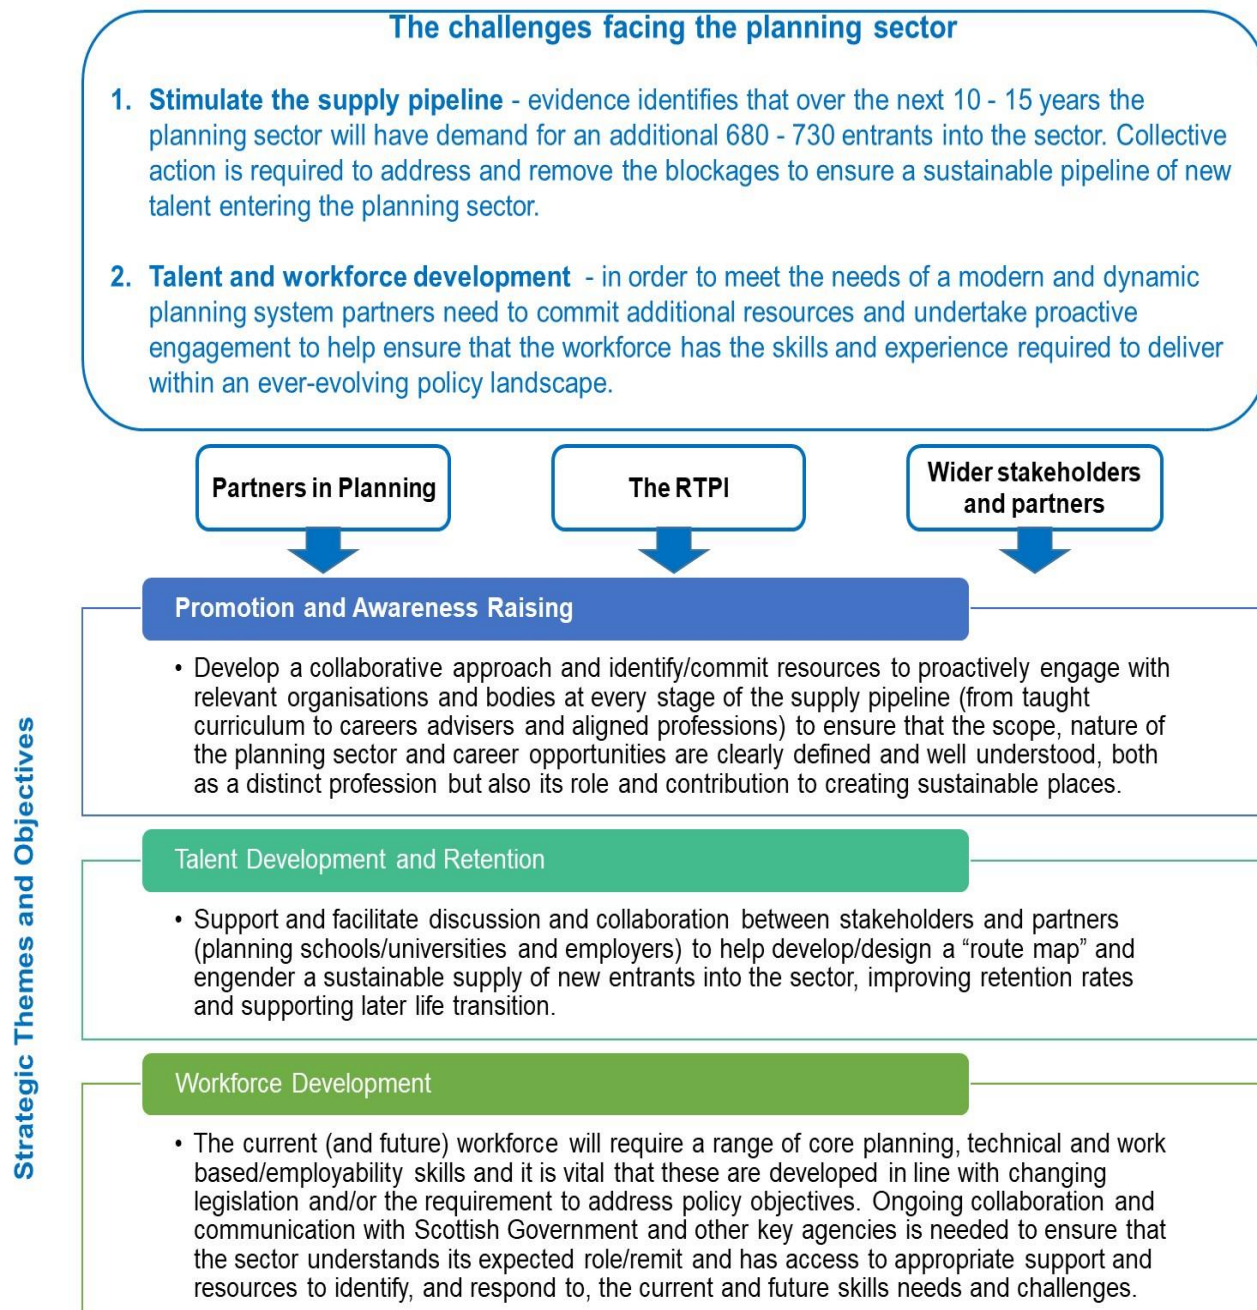 The challenges facing the planning sector
1. Stimulate the supply pipeline - evidence identifies that over the next 10 - 15 years the
planning sector will have demand for an additional 680 - 730 entrants into the sector. Collective
action is required to address and remove the blockages to ensure a sustainable pipeline of new
talent entering the planning sector.
2. Talent and workforce development - in order to meet the needs of a modern and dynamic
planning system partners need to commit additional resources and undertake proactive
engagement to help ensure that the workforce has the skills and experience required to deliver
within an ever-evolving policy landscape.
Partners in Planning
The RTPI
Wider stakeholders
and partners
Strategic Themes and Objectives
Promotion and Awareness Raising
• Develop a collaborative approach and identify/commit resources to proactively engage with
relevant organisations and bodies at every stage of the supply pipeline (from taught
curriculum to careers advisers and aligned professions) to ensure that the scope, nature of
the planning sector and career opportunities are clearly defined and well understood, both
as a distinct profession but also its role and contribution to creating sustainable places.
Talent Development and Retention
• Support and facilitate discussion and collaboration between stakeholders and partners
(planning schools/universities and employers) to help develop/design a “route map” and
engender a sustainable supply of new entrants into the sector, improving retention rates
and supporting later life transition.
Workforce Development
• The current (and future) workforce will require a range of core planning, technical and work
based/employability skills and it is vital that these are developed in line with changing
legislation and/or the requirement to address policy objectives. Ongoing collaboration and
communication with Scottish Government and other key agencies is needed to ensure that
the sector understands its expected role/remit and has access to appropriate support and
resources to identify, and respond to, the current and future skills needs and challenges.